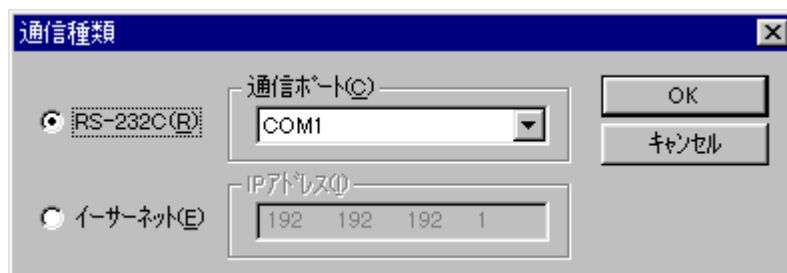 通信種類
RS-232C(R)
通信ﾎﾟｰﾄ(C)
COM1
OK
ｷｬﾝｾﾙ
ｲｰｻｰﾈｯﾄ(E)
IPｱﾄﾞﾚｽ(I)
192 192 192 1